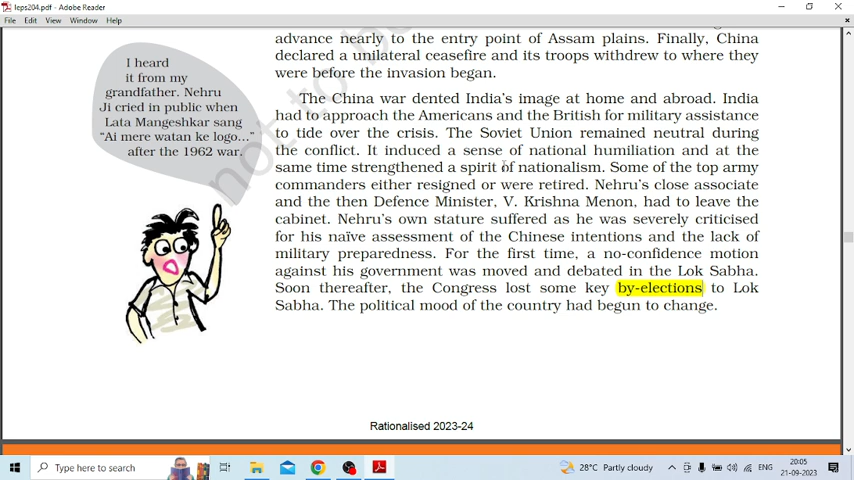 leps204.pdf - Adobe Reader
File Edit View Window Help
advance nearly to the entry point of Assam plains. Finally, China
declared a unilateral ceasefire and its troops withdrew to where they
were before the invasion began.
I heard
it from my
grandfather. Nehru
Ji cried in public when
Lata Mangeshkar sang
“Ai mere watan ke logo...”
after the 1962 war.
The China war dented India’s image at home and abroad. India
had to approach the Americans and the British for military assistance
to tide over the crisis. The Soviet Union remained neutral during
the conflict. It induced a sense of national humiliation and at the
same time strengthened a spirit of nationalism. Some of the top army
commanders either resigned or were retired. Nehru’s close associate
and the then Defence Minister, V. Krishna Menon, had to leave the
cabinet. Nehru’s own stature suffered as he was severely criticised
for his naïve assessment of the Chinese intentions and the lack of
military preparedness. For the first time, a no-confidence motion
against his government was moved and debated in the Lok Sabha.
Soon thereafter, the Congress lost some key by-elections to Lok
Sabha. The political mood of the country had begun to change.
not to b
Rationalised 2023-24
Type here to search
28°C Partly cloudy
ENG
20:05
21-09-2023